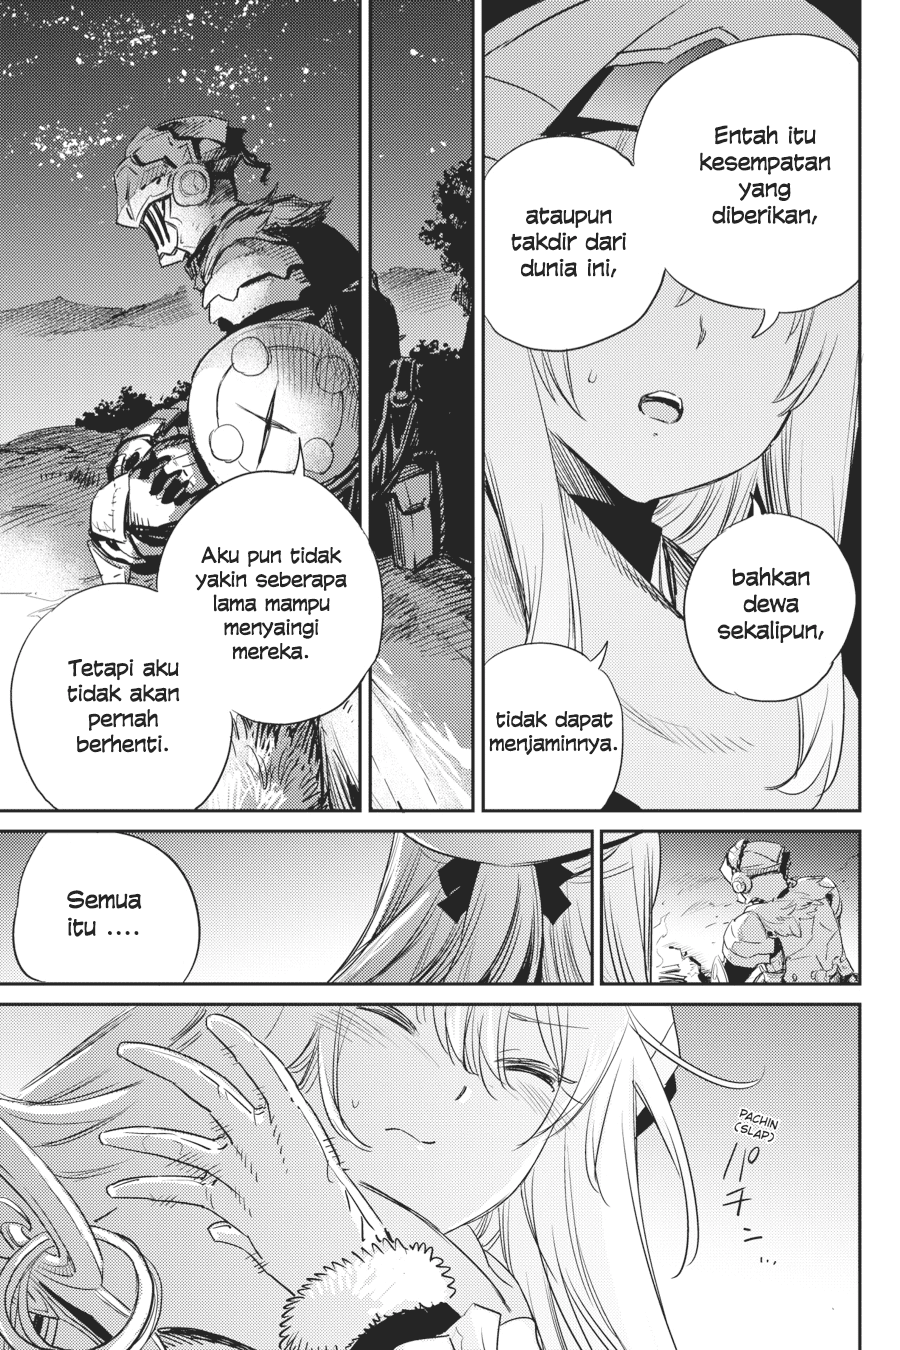 Entah itu
kesempatan
yang
diberikan,
ataupun
takdir dari
dunia ini,
bahkan
dewa
sekalipun,
tidak dapat
menjaminnya.
Aku pun tidak
yakin seberapa
lama mampu
menyaingi
mereka.
Tetapi aku
tidak akan
pernah
berhenti.
Semua
itu ....
PACHIN
(SLAP)
パチン...